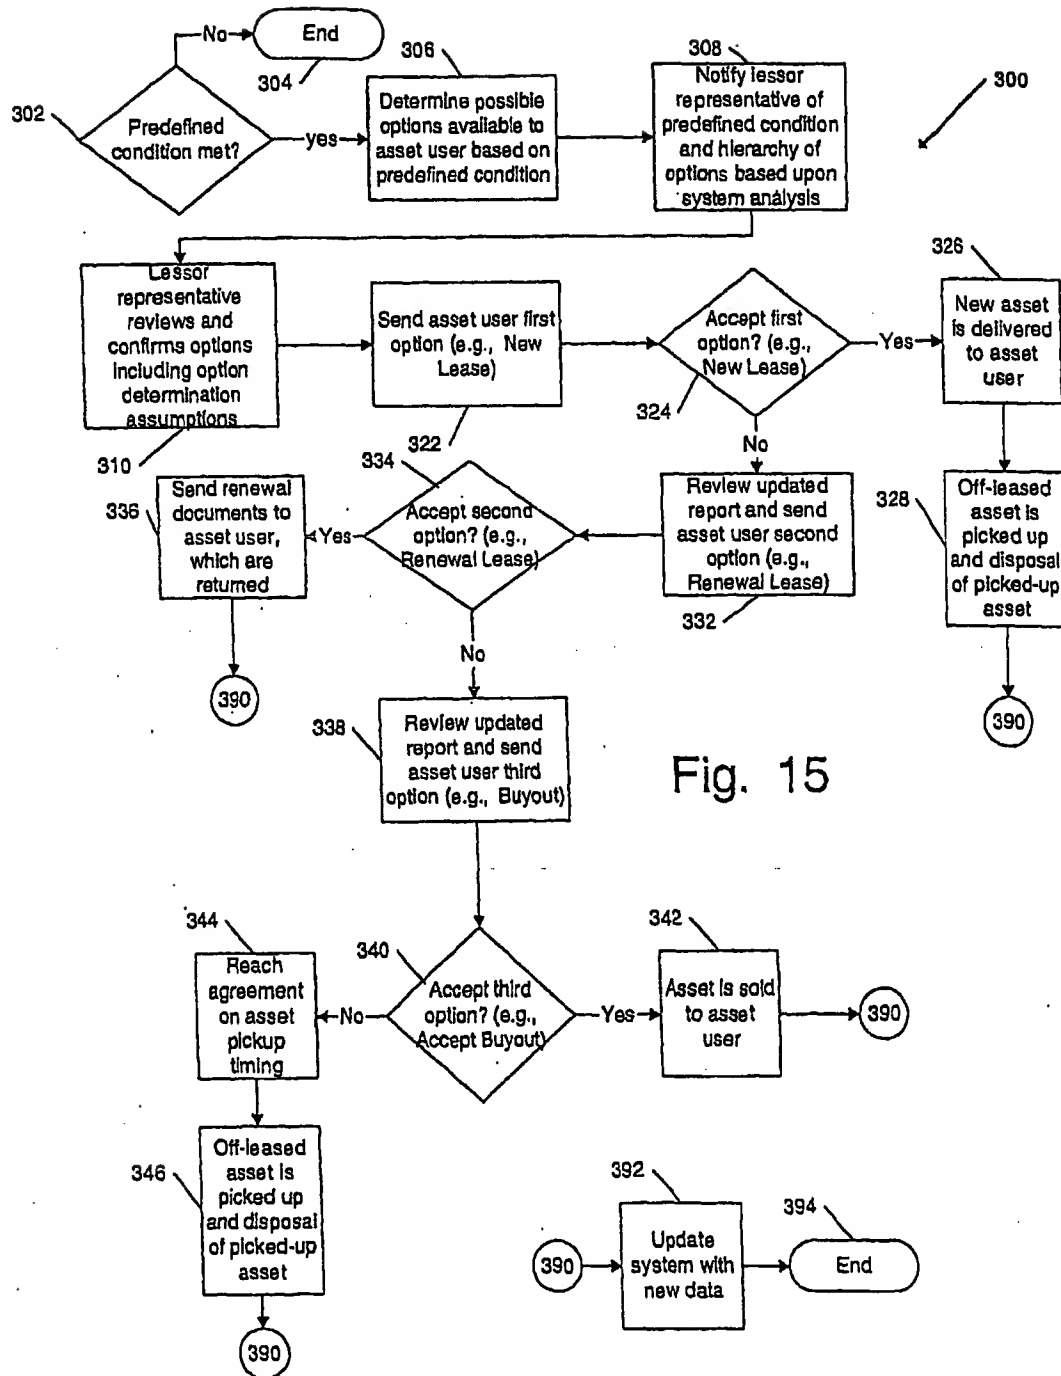 No
End
304
302
Predefined
condition met?
yes
306
Determine possible
options available to
asset user based on
predefined condition
308
Notify lessor
representative of
predefined condition
and hierarchy of
options based upon
system analysis
300
Lessor
representative
reviews and
confirms options
including option
determination
assumptions
310
Send asset user first
option (e.g., New
Lease)
322
Accept first
option? (e.g.,
New Lease)
324
Yes
326
New asset
is delivered
to asset
user
No
328
Off-leased
asset is
picked up
and disposal
of picked-up
asset
390
Review updated
report and send
asset user second
option (e.g.,
Renewal Lease)
332
334
Accept second
option? (e.g.,
Renewal Lease)
Yes
336
Send renewal
documents to
asset user,
which are
returned
390
No
338
Review updated
report and send
asset user third
option (e.g., Buyout)
Fig. 15
340
Accept third
option? (e.g.,
Accept Buyout)
Yes
342
Asset is sold
to asset
user
390
No
344
Reach
agreement
on asset
pickup
timing
346
Off-leased
asset is
picked up
and disposal
of picked-up
asset
390
390
392
Update
system with
new data
394
End